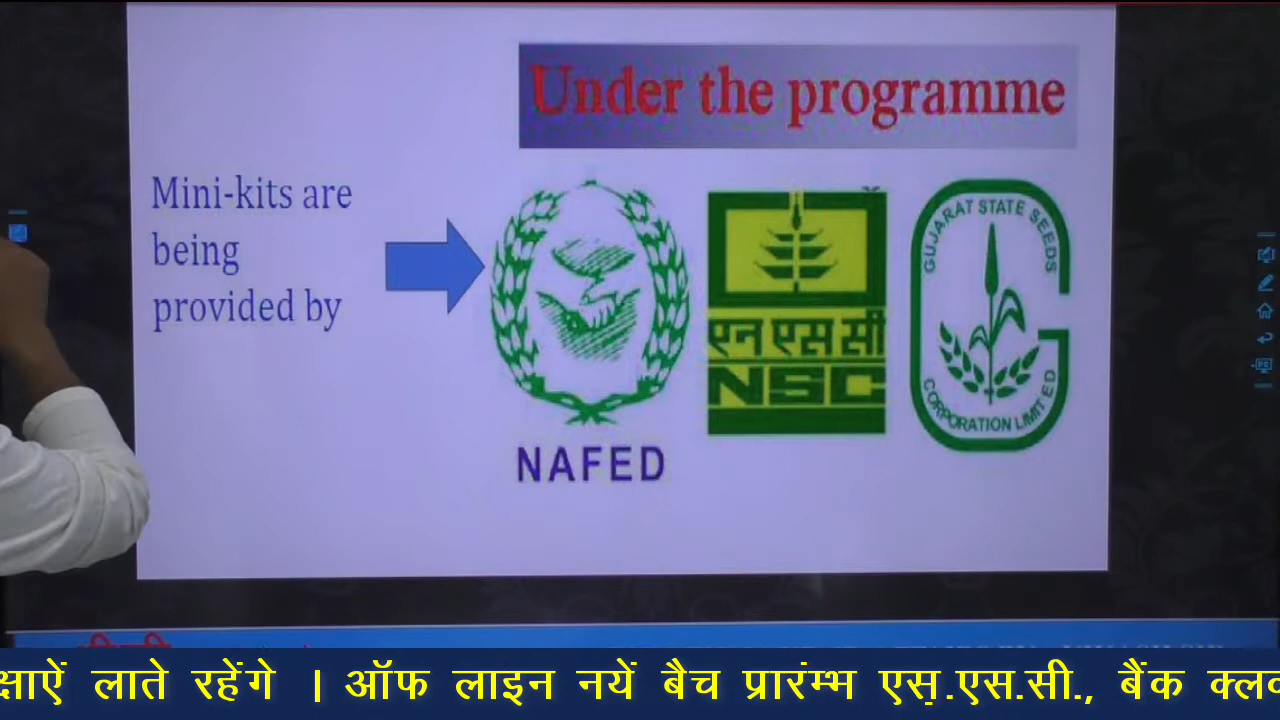 Under the programme
Mini-kits are
being
provided by
NAFED
एन एस सी
NSC
GUJARAT STATE SEEDS
CORPORATION LIMITED
लाते रहेंगे । ऑफ लाइन नयें बैच प्रारंम्भ एस.एस.सी., बैंक